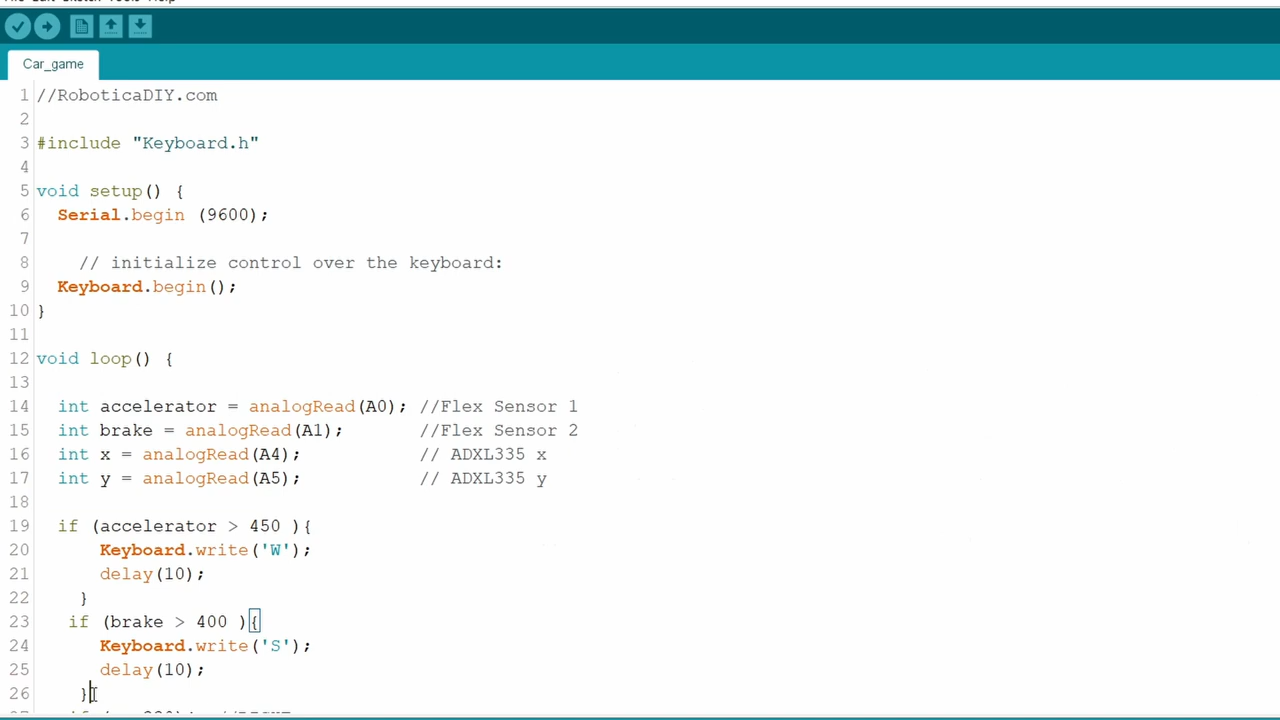 Car_game
1 //RoboticaDIY.com
2
3 #include "Keyboard.h"
4
5 void setup() {
6 Serial.begin (9600);
7
8 // initialize control over the keyboard:
9 Keyboard.begin();
10 }
11
12 void loop() {
13
14 int accelerator = analogRead(A0); //Flex Sensor 1
15 int brake = analogRead(A1); //Flex Sensor 2
16 int x = analogRead(A4); // ADXL335 x
17 int y = analogRead(A5); // ADXL335 y
18
19 if (accelerator > 450 ){
20 Keyboard.write('W');
21 delay(10);
22 }
23 if (brake > 400 ){
24 Keyboard.write('S');
25 delay(10);
26 }